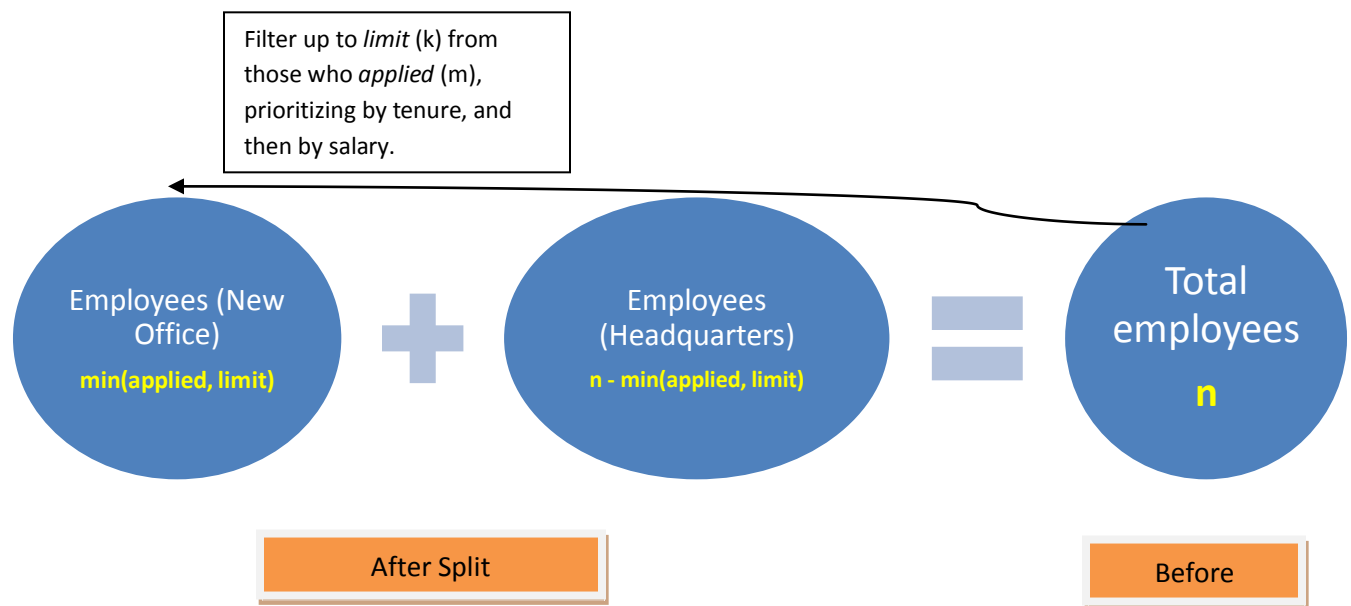 Filter up to limit (k) from
those who applied (m),
prioritizing by tenure, and
then by salary.
Employees (New
Office)
min(applied, limit)
Employees
(Headquarters)
n - min(applied, limit)
Total
employees
n
After Split
Before